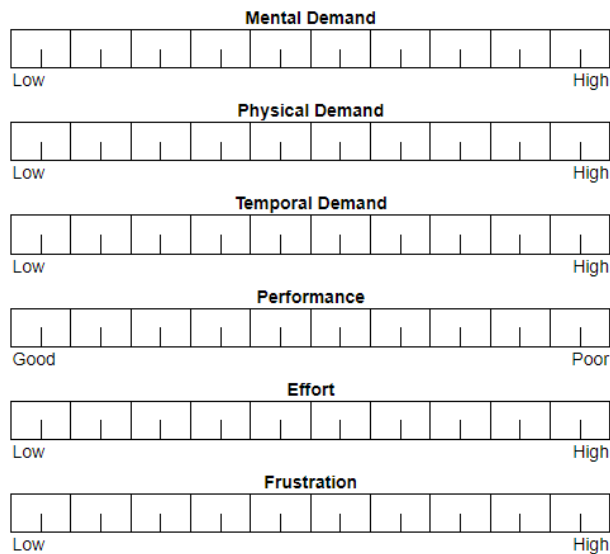 Mental Demand
Low High
Physical Demand
Low High
Temporal Demand
Low High
Performance
Good Poor
Effort
Low High
Frustration
Low High